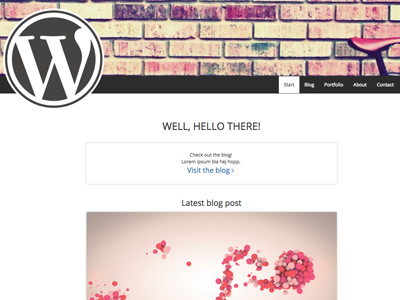 Start Blog Portfolio About Contact
WELL, HELLO THERE!
Check out the blog!
Lorem ipsum bla hej hopp.
Visit the blog ›
Latest blog post